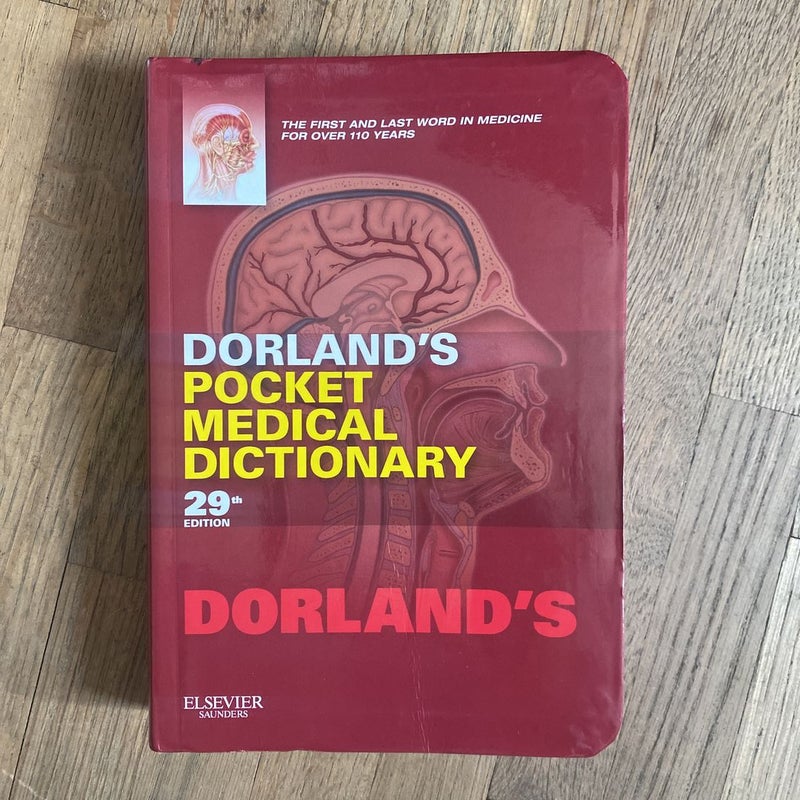 THE FIRST AND LAST WORD IN MEDICINE
FOR OVER 110 YEARS
DORLAND'S
POCKET
MEDICAL
DICTIONARY
29th
EDITION
DORLAND'S
ELSEVIER
SAUNDERS